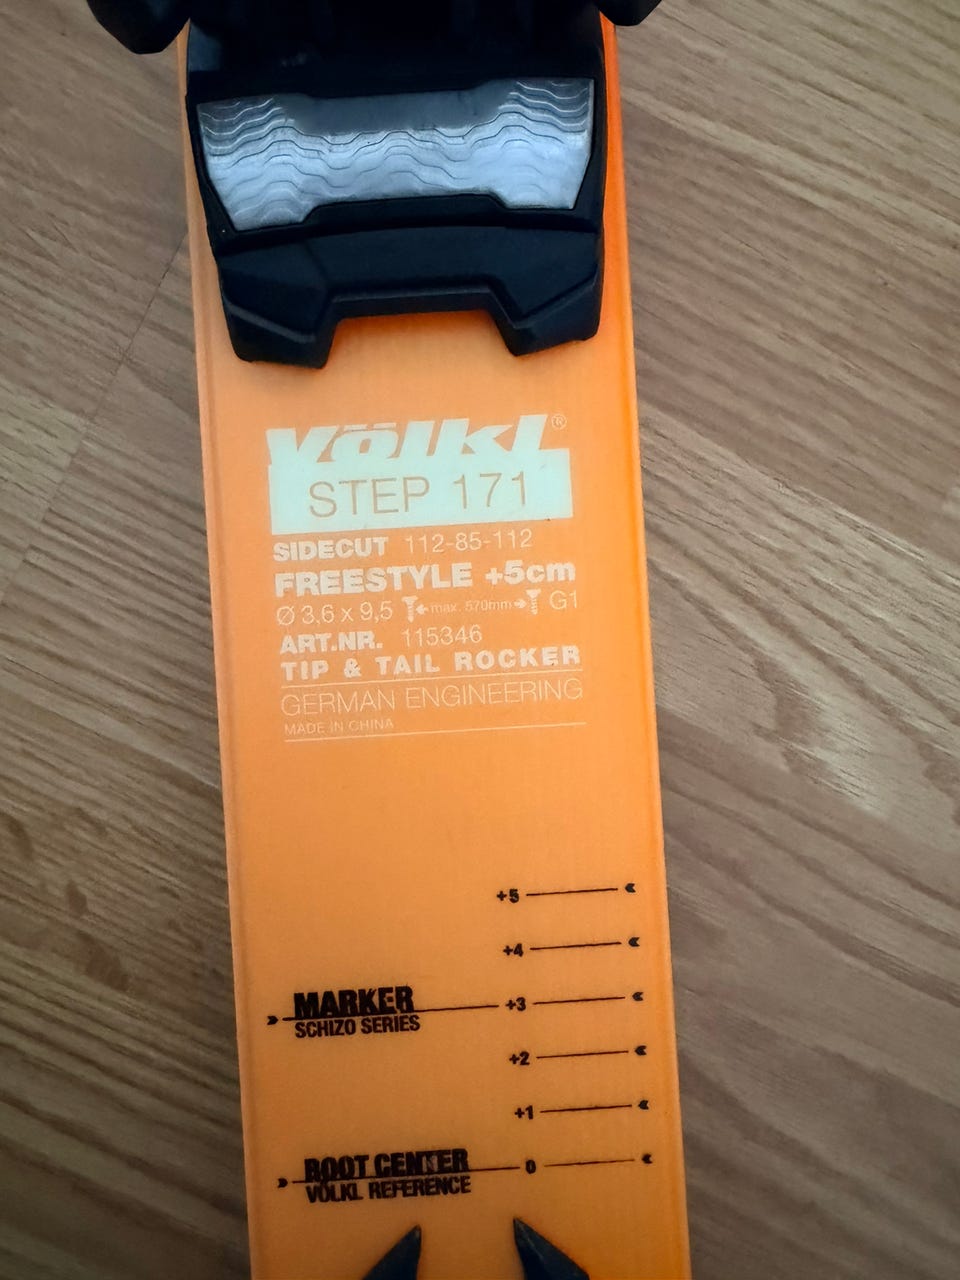 Völkl®
STEP 171
SIDECUT 112-85-112
FREESTYLE +5cm
Ø 3,6 x 9,5 max. 570mm G1
ART.NR. 115346
TIP & TAIL ROCKER
GERMAN ENGINEERING
MADE IN CHINA
+5
+4
MARKER +3
SCHIZO SERIES
+2
+1
BOOT CENTER 0
VÖLKL REFERENCE